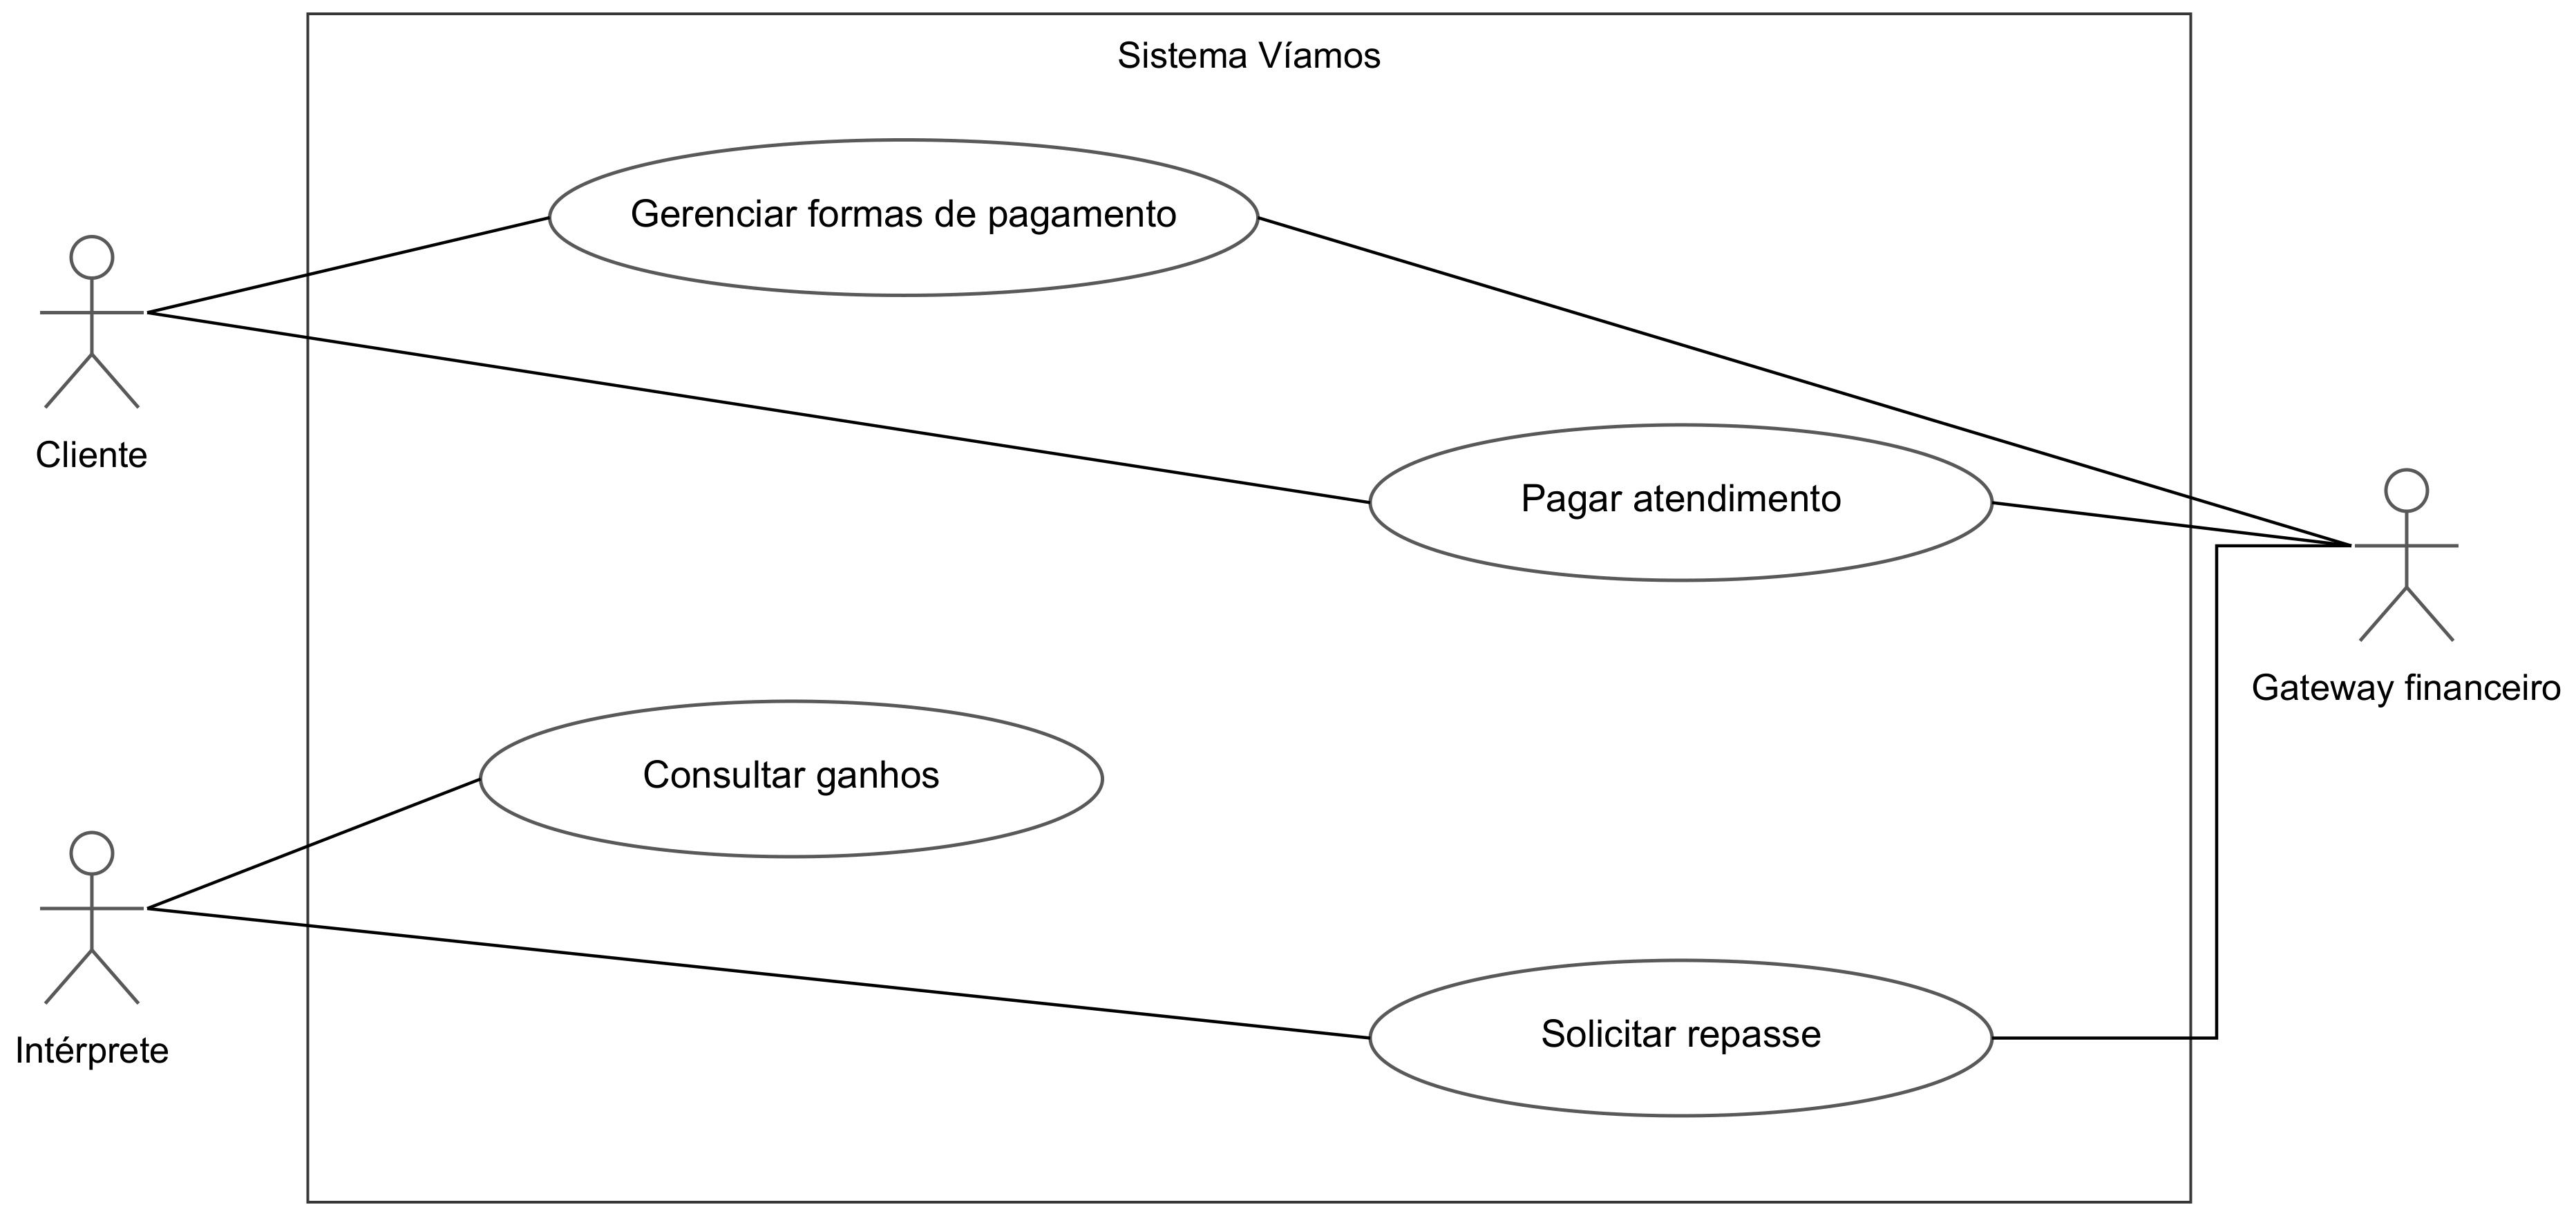 Sistema Víamos
Gerenciar formas de pagamento
Cliente
Pagar atendimento
Gateway financeiro
Consultar ganhos
Intérprete
Solicitar repasse